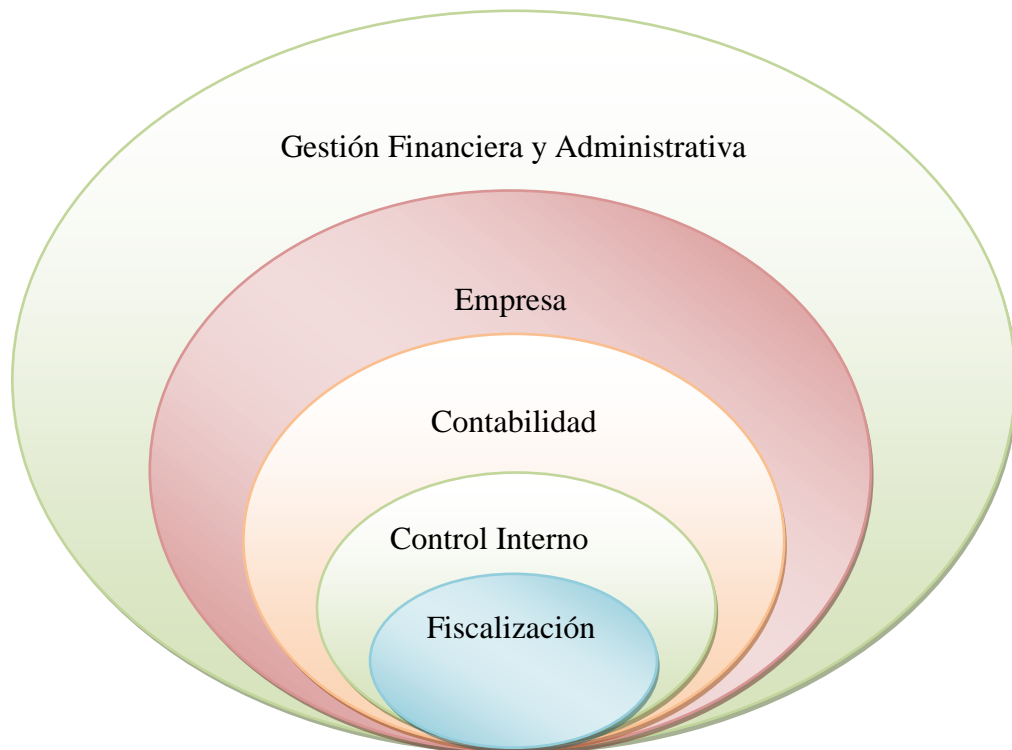 Gestión Financiera y Administrativa
Empresa
Contabilidad
Control Interno
Fiscalización